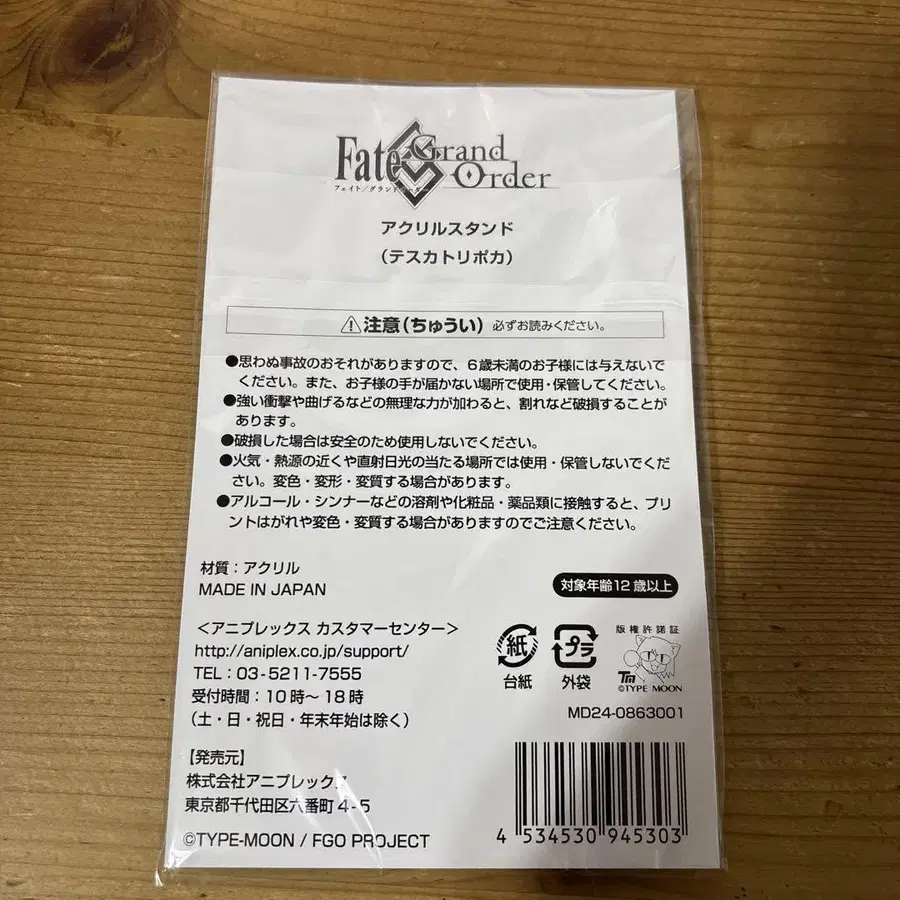 Fate Grand Order
フェイト/グランドオーダー
アクリルスタンド
(テスカトリポカ)
注意(ちゅうい) 必ずお読みください。
●思わぬ事故のおそれがありますので、6歳未満のお子様には与えないで
ください。また、お子様の手が届かない場所で使用・保管してください。
●強い衝撃や曲げるなどの無理な力が加わると、割れなど破損することが
あります。
●破損した場合は安全のため使用しないでください。
●火気・熱源の近くや直射日光の当たる場所では使用・保管しないでくだ
さい。変色・変形・変質する場合があります。
●アルコール・シンナーなどの溶剤や化粧品・薬品類に接触すると、プリ
ントはがれや変色・変質する場合がありますのでご注意ください。
材質:アクリル
MADE IN JAPAN
対象年齢12歳以上
<アニプレックス カスタマーセンター>
http://aniplex.co.jp/support/
TEL:03-5211-7555
受付時間:10時~18時
(土・日・祝日・年末年始は除く)
紙
台紙
プラ
外袋
版権許諾証
TM
©TYPE MOON
MD24-0863001
【発売元】
株式会社アニプレックス
東京都千代田区六番町4-5
©TYPE-MOON / FGO PROJECT
4 534530 945303